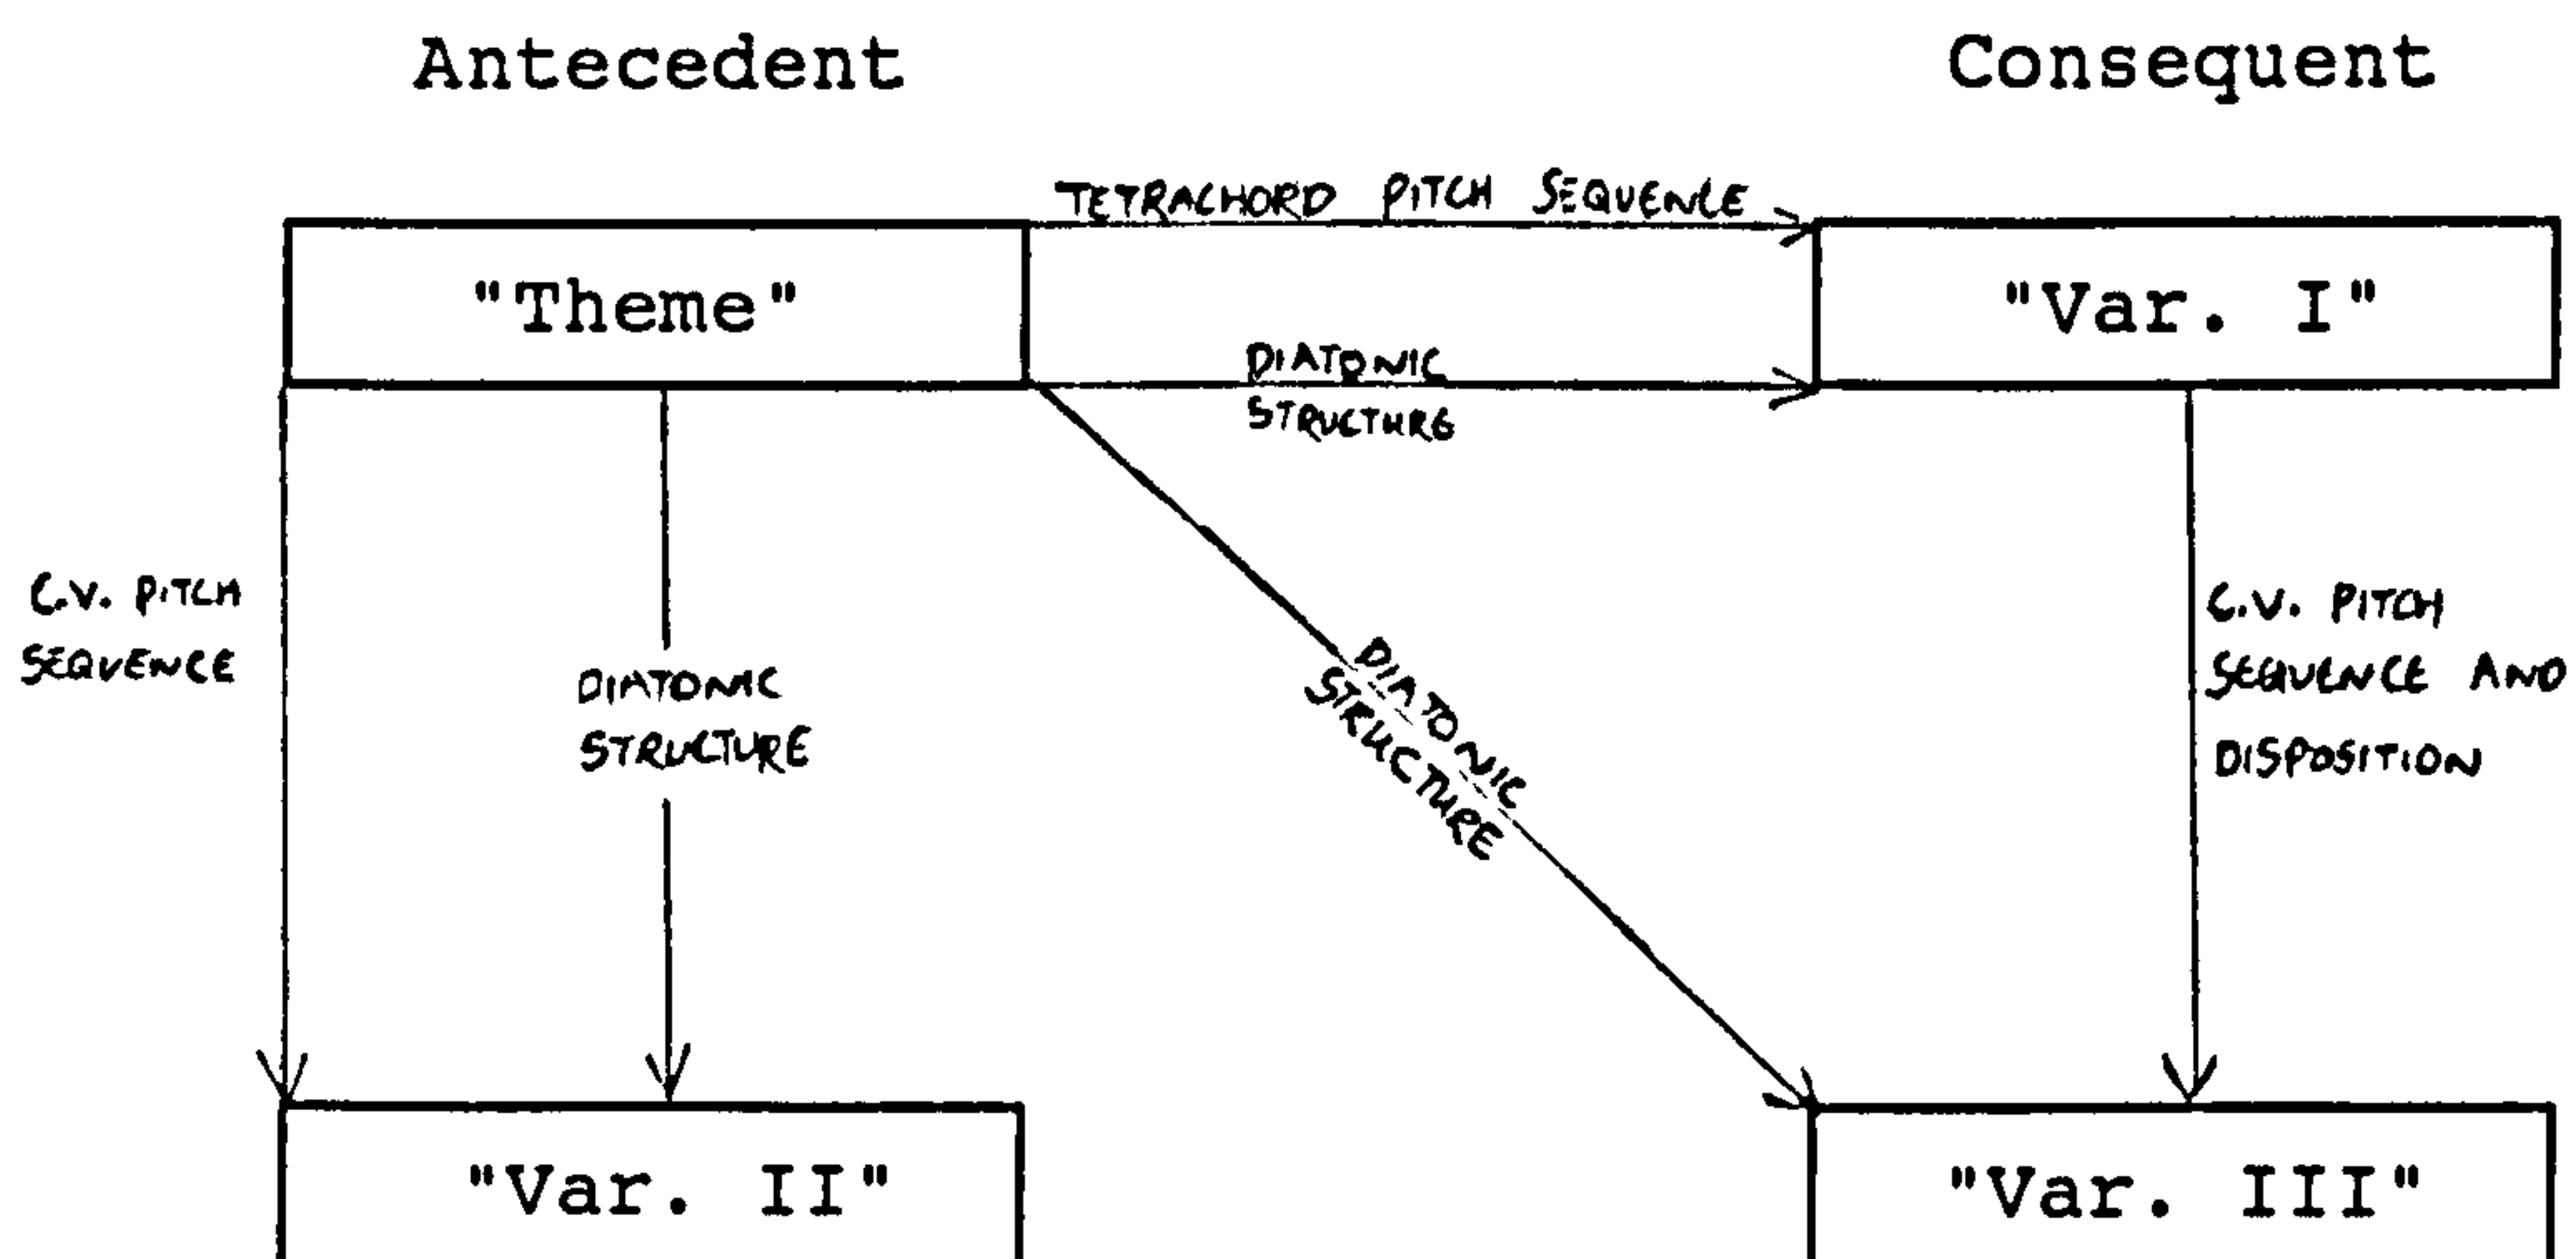 Antecedent
Consequent
TETRACHORD PITCH SEQUENCE
"Theme"
"Var. I"
DIATONIC
STRUCTURE
C.V. PITCH
SEQUENCE
DIATONIC
STRUCTURE
DIATONIC
STRUCTURE
C.V. PITCH
SEQUENCE AND
DISPOSITION
"Var. II"
"Var. III"